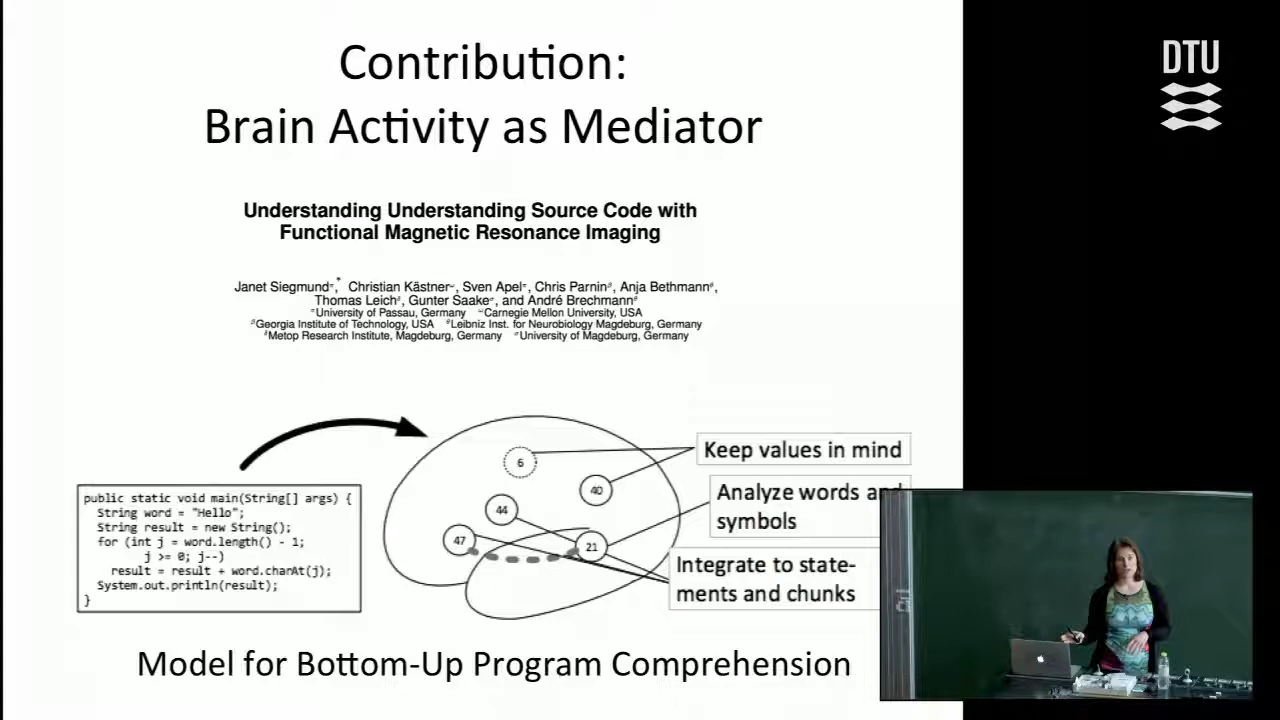 Contribution:
Brain Activity as Mediator
DTU
Understanding Understanding Source Code with
Functional Magnetic Resonance Imaging
Janet Siegmund, Christian Kästner, Sven Apel, Chris Parnin, Anja Bethmann,
Thomas Leich, Gunter Saake, and André Brechmann
University of Passau, Germany Carnegie Mellon University, USA
Georgia Institute of Technology, USA Leibniz Inst. for Neurobiology Magdeburg, Germany
Metop Research Institute, Magdeburg, Germany University of Magdeburg, Germany
public static void main(String[] args) {
String word = "Hello";
String result = new String();
for (int j = word.length() - 1;
j >= 0; j--)
result = result + word.charAt(j);
System.out.println(result);
}
6
40
44
47
21
Keep values in mind
Analyze words and
symbols
Integrate to state-
ments and chunks
Model for Bottom-Up Program Comprehension